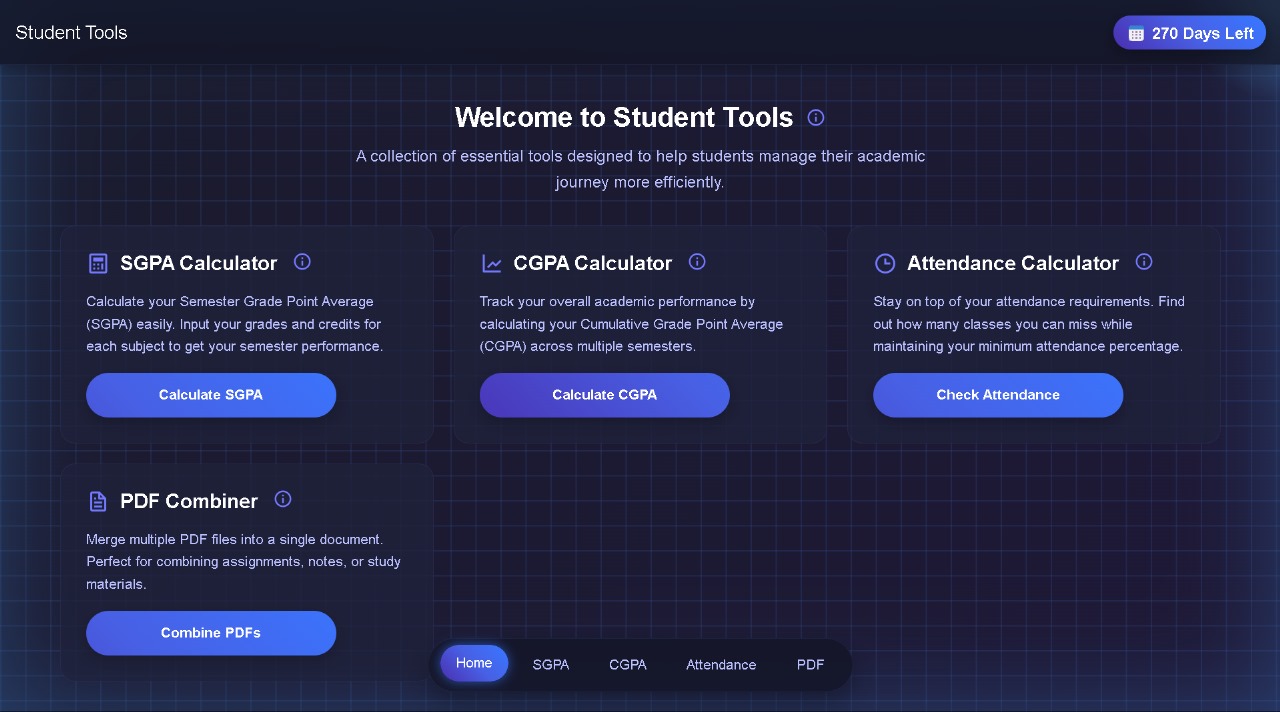 Student Tools
270 Days Left
Welcome to Student Tools
A collection of essential tools designed to help students manage their academic
journey more efficiently.
SGPA Calculator
Calculate your Semester Grade Point Average
(SGPA) easily. Input your grades and credits for
each subject to get your semester performance.
Calculate SGPA
CGPA Calculator
Track your overall academic performance by
calculating your Cumulative Grade Point Average
(CGPA) across multiple semesters.
Calculate CGPA
Attendance Calculator
Stay on top of your attendance requirements. Find
out how many classes you can miss while
maintaining your minimum attendance percentage.
Check Attendance
PDF Combiner
Merge multiple PDF files into a single document.
Perfect for combining assignments, notes, or study
materials.
Combine PDFs
Home
SGPA
CGPA
Attendance
PDF